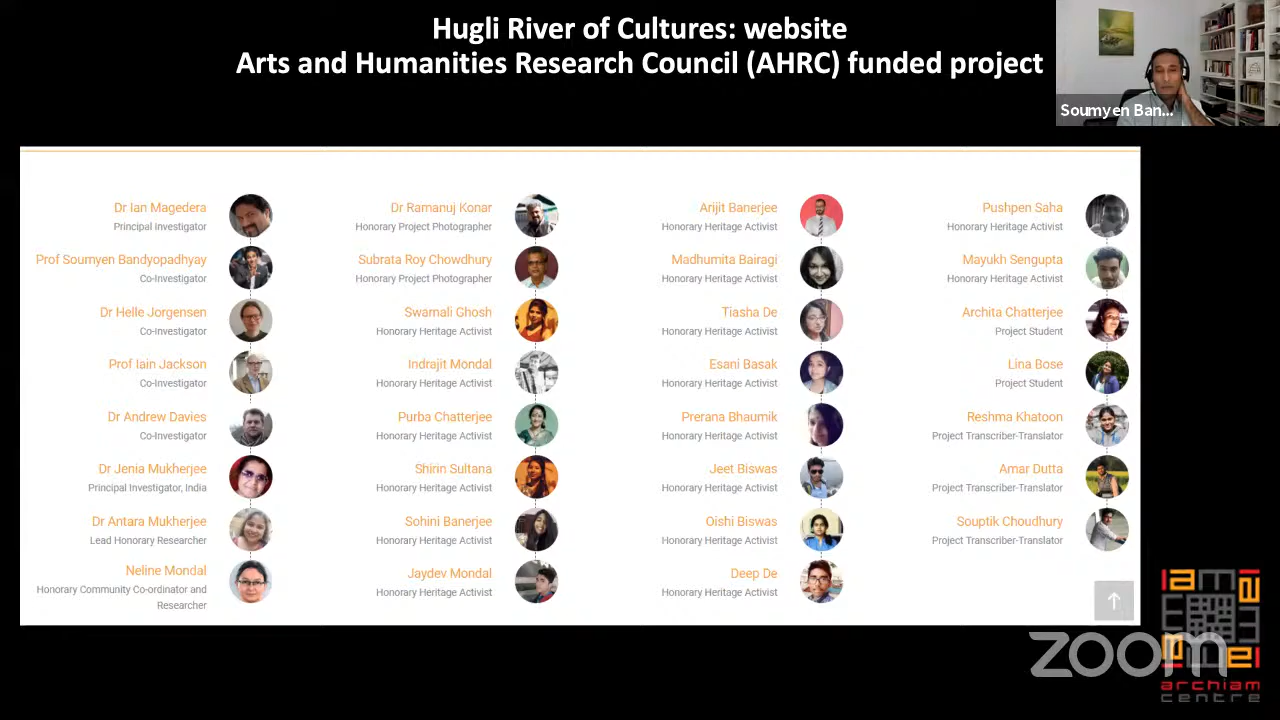 Hugli River of Cultures: website
Arts and Humanities Research Council (AHRC) funded project
Soumyen Ban...
Dr Ian Magedera
Principal Investigator
Prof Soumyen Bandyopadhyay
Co-Investigator
Dr Helle Jorgensen
Co-Investigator
Prof Iain Jackson
Co-Investigator
Dr Andrew Davies
Co-Investigator
Dr Jenia Mukherjee
Principal Investigator, India
Dr Antara Mukherjee
Lead Honorary Researcher
Neline Mondal
Honorary Community Co-ordinator and
Researcher
Dr Ramanuj Konar
Honorary Project Photographer
Subrata Roy Chowdhury
Honorary Project Photographer
Swarnali Ghosh
Honorary Heritage Activist
Indrajit Mondal
Honorary Heritage Activist
Purba Chatterjee
Honorary Heritage Activist
Shirin Sultana
Honorary Heritage Activist
Sohini Banerjee
Honorary Heritage Activist
Jaydev Mondal
Honorary Heritage Activist
Arijit Banerjee
Honorary Heritage Activist
Madhumita Bairagi
Honorary Heritage Activist
Tiasha De
Honorary Heritage Activist
Esani Basak
Honorary Heritage Activist
Prerana Bhaumik
Honorary Heritage Activist
Jeet Biswas
Honorary Heritage Activist
Oishi Biswas
Honorary Heritage Activist
Deep De
Honorary Heritage Activist
Pushpen Saha
Honorary Heritage Activist
Mayukh Sengupta
Honorary Heritage Activist
Archita Chatterjee
Project Student
Lina Bose
Project Student
Reshma Khatoon
Project Transcriber-Translator
Amar Dutta
Project Transcriber-Translator
Souptik Choudhury
Project Transcriber-Translator
zoom
archiam
centre